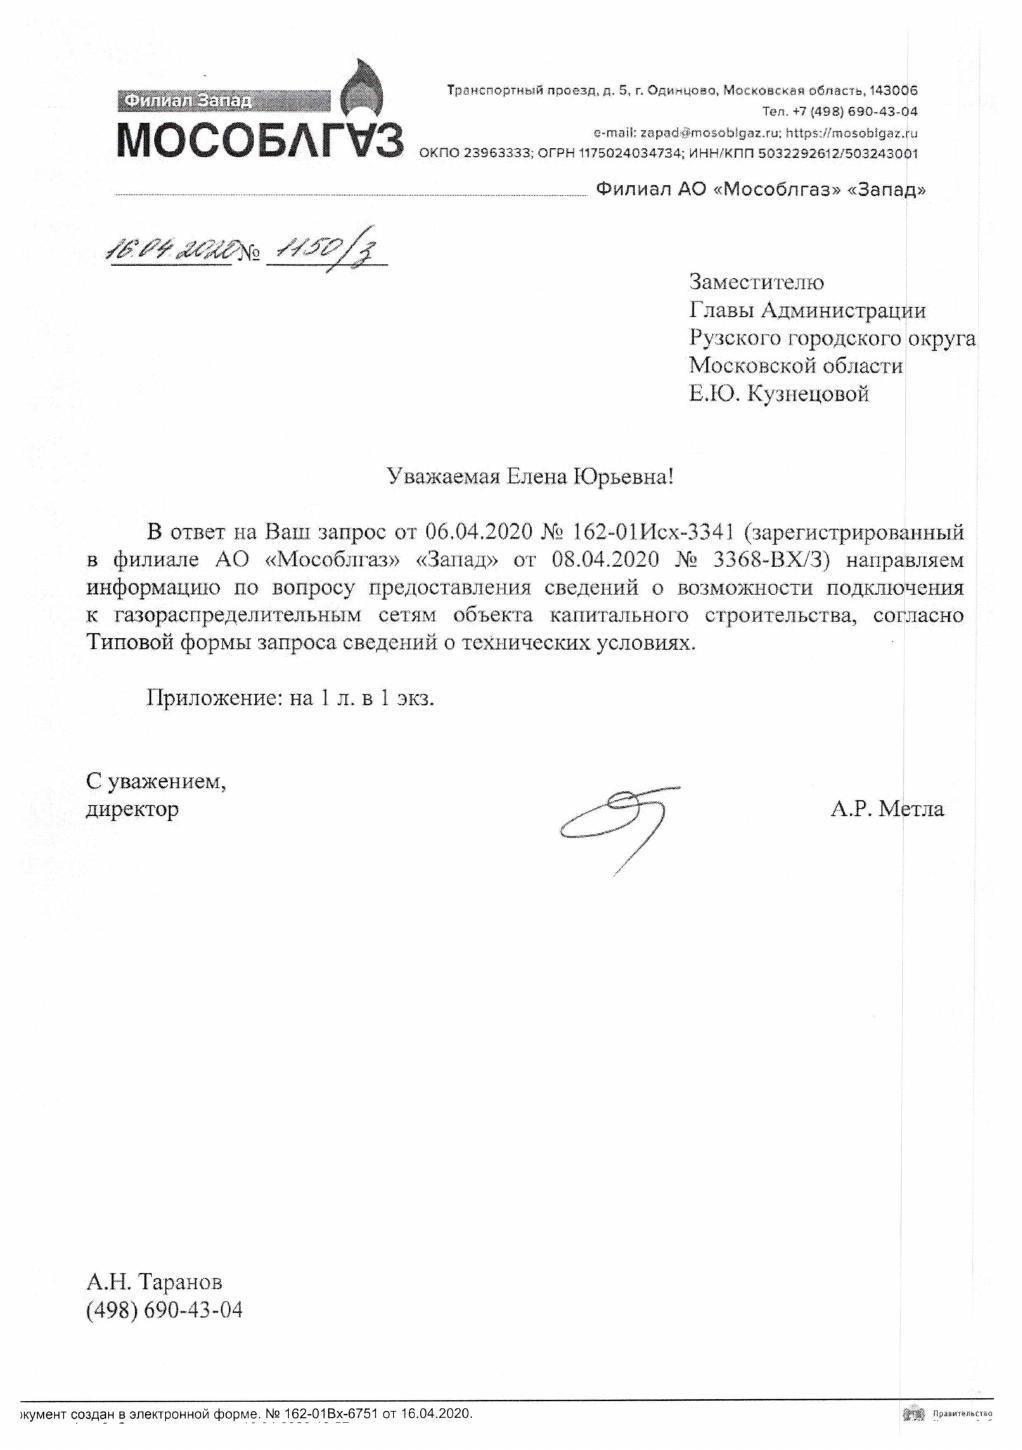 Филиал Запад
МОСОБЛГАЗ
Транспортный проезд, д. 5, г. Одинцово, Московская область, 143006
Тел. +7 (498) 690-43-04
e-mail: zapad@mosoblgaz.ru; https://mosoblgaz.ru
ОКПО 23963333; ОГРН 1175024034734; ИНН/КПП 5032292612/503243001
Филиал АО «Мособлгаз» «Запад»
16.04.2020 № 1150/З
Заместителю
Главы Администрации
Рузского городского округа
Московской области
Е.Ю. Кузнецовой
Уважаемая Елена Юрьевна!
В ответ на Ваш запрос от 06.04.2020 № 162-01Исх-3341 (зарегистрированный
в филиале АО «Мособлгаз» «Запад» от 08.04.2020 № 3368-ВХ/З) направляем
информацию по вопросу предоставления сведений о возможности подключения
к газораспределительным сетям объекта капитального строительства, согласно
Типовой формы запроса сведений о технических условиях.
Приложение: на 1 л. в 1 экз.
С уважением,
директор
А.Р. Метла
А.Н. Таранов
(498) 690-43-04
окумент создан в электронной форме. № 162-01Вх-6751 от 16.04.2020.
Правительство